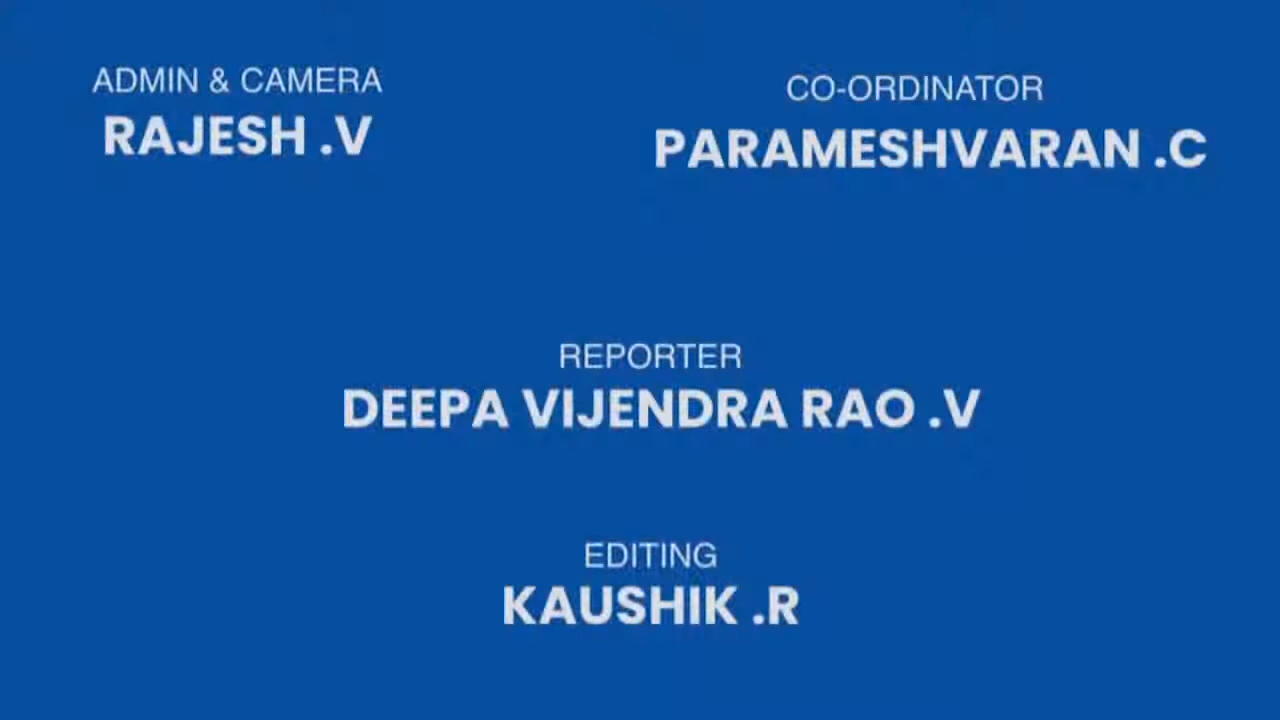 ADMIN & CAMERA
RAJESH .V
CO-ORDINATOR
PARAMESHVARAN .C
REPORTER
DEEPA VIJENDRA RAO .V
EDITING
KAUSHIK .R